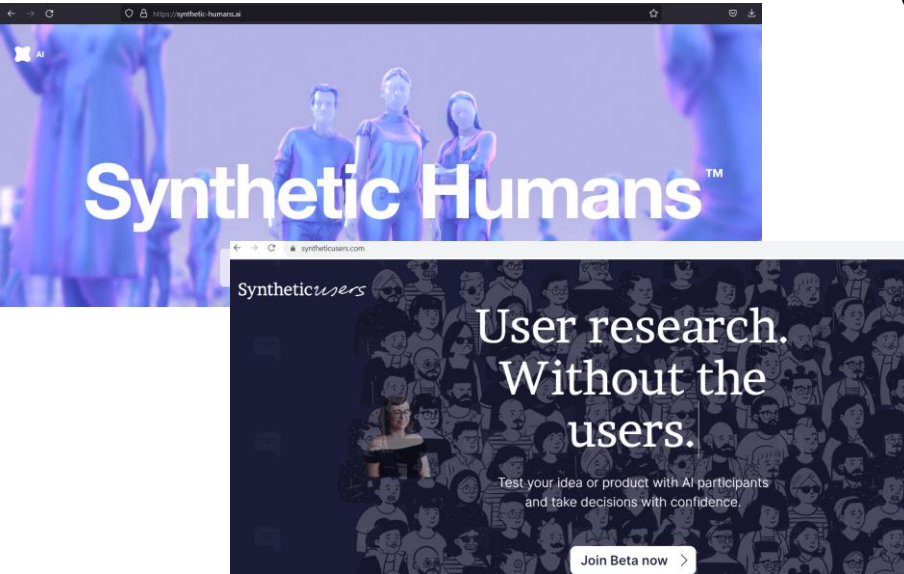 https://synthetic-humans.ai
AI
Synthetic Humans™
syntheticusers.com
Syntheticusers
User research.
Without the
users.
Test your idea or product with AI participants
and take decisions with confidence.
Join Beta now >